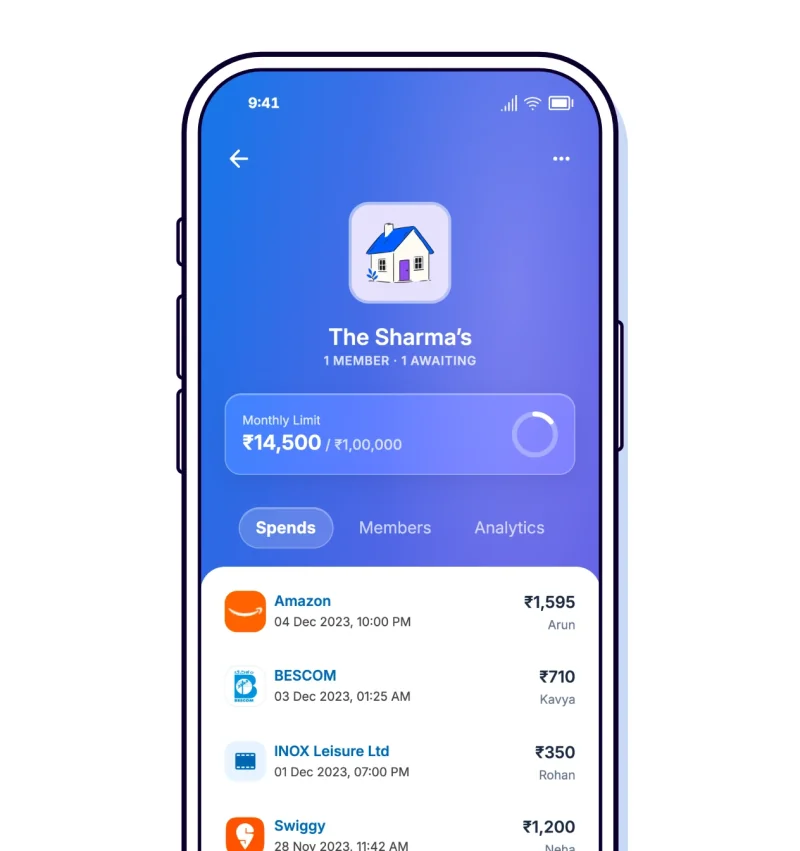 9:41
The Sharma's
1 MEMBER · 1 AWAITING
Monthly Limit
₹14,500 / ₹1,00,000
Spends Members Analytics
Amazon ₹1,595
04 Dec 2023, 10:00 PM Arun
BESCOM ₹710
03 Dec 2023, 01:25 AM Kavya
BESCOM
INOX Leisure Ltd ₹350
01 Dec 2023, 07:00 PM Rohan
Swiggy ₹1,200
28 Nov 2023, 11:42 AM Neha